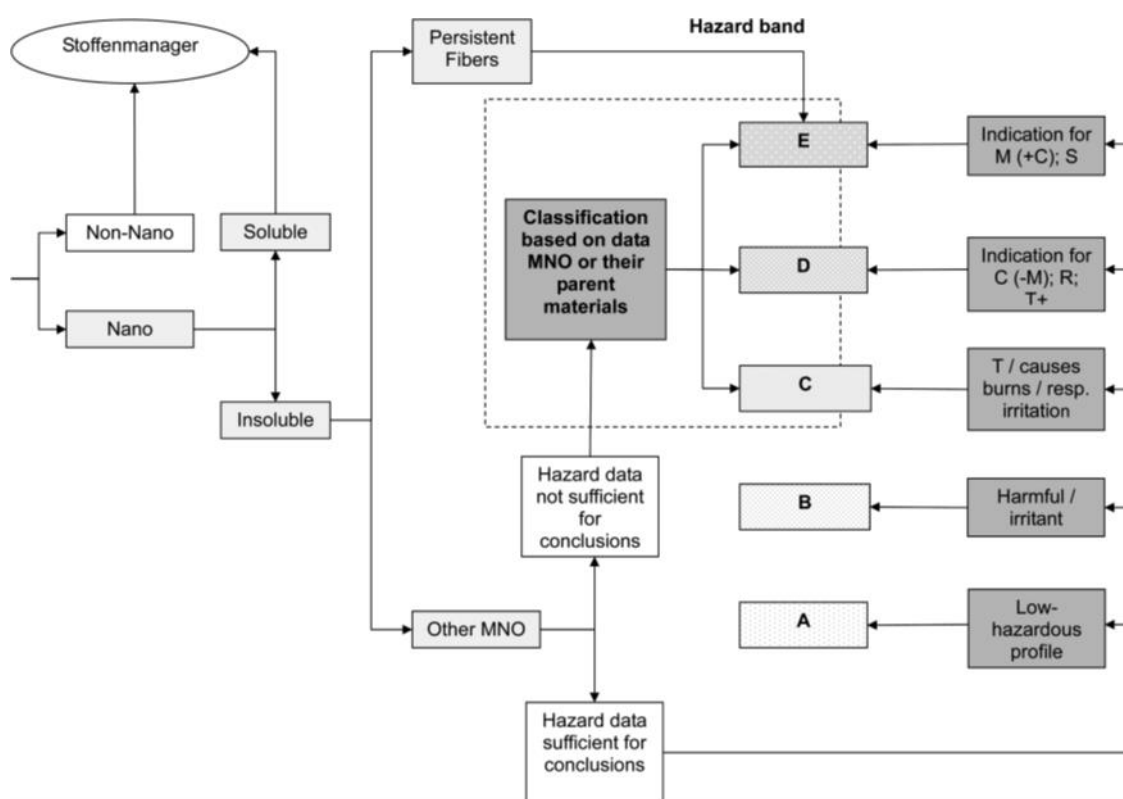 Stoffenmanager
Persistent
Fibers
Hazard band
E
Indication for
M (+C); S
Non-Nano
Soluble
Classification
based on data
MNO or their
parent
materials
D
Indication for
C (-M); R;
T+
Nano
C
T / causes
burns / resp.
irritation
Insoluble
Hazard data
not sufficient
for
conclusions
B
Harmful /
irritant
Other MNO
A
Low-
hazardous
profile
Hazard data
sufficient for
conclusions